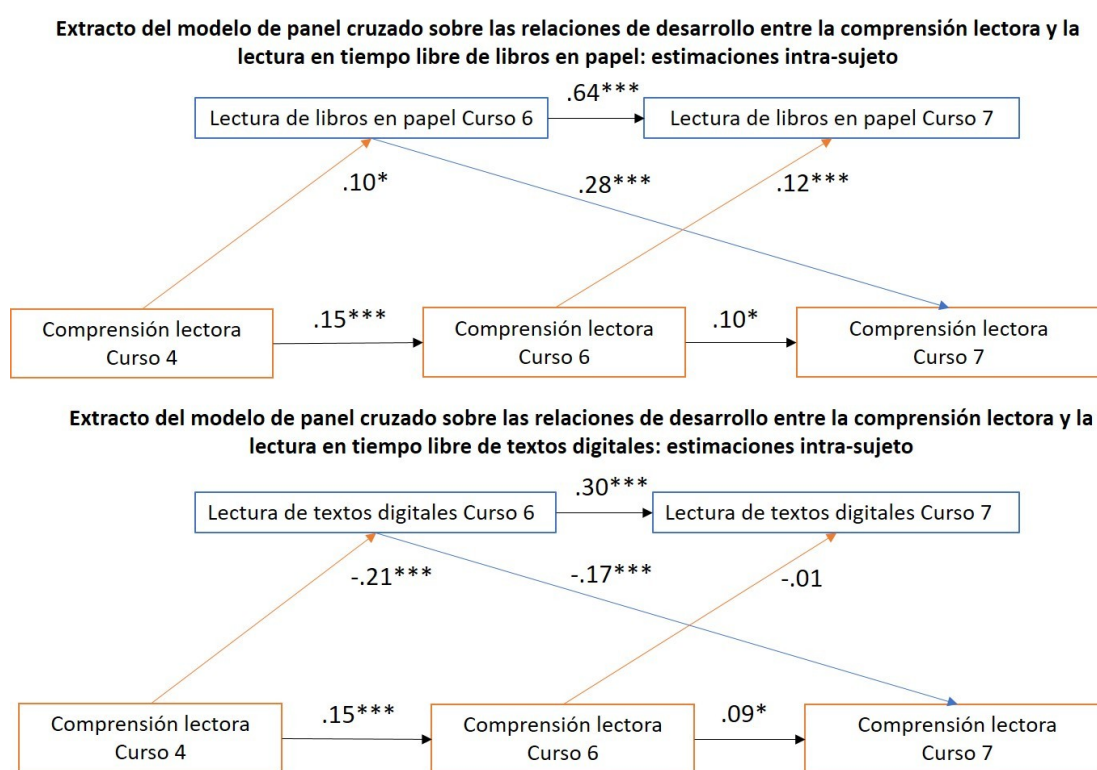 Extracto del modelo de panel cruzado sobre las relaciones de desarrollo entre la comprensión lectora y la
lectura en tiempo libre de libros en papel: estimaciones intra-sujeto
.64***
Lectura de libros en papel Curso 6
Lectura de libros en papel Curso 7
.10*
.28***
.12***
Comprensión lectora
Curso 4
.15***
Comprensión lectora
Curso 6
.10*
Comprensión lectora
Curso 7
Extracto del modelo de panel cruzado sobre las relaciones de desarrollo entre la comprensión lectora y la
lectura en tiempo libre de textos digitales: estimaciones intra-sujeto
.30***
Lectura de textos digitales Curso 6
Lectura de textos digitales Curso 7
-.21***
-.17***
-.01
Comprensión lectora
Curso 4
.15***
Comprensión lectora
Curso 6
.09*
Comprensión lectora
Curso 7